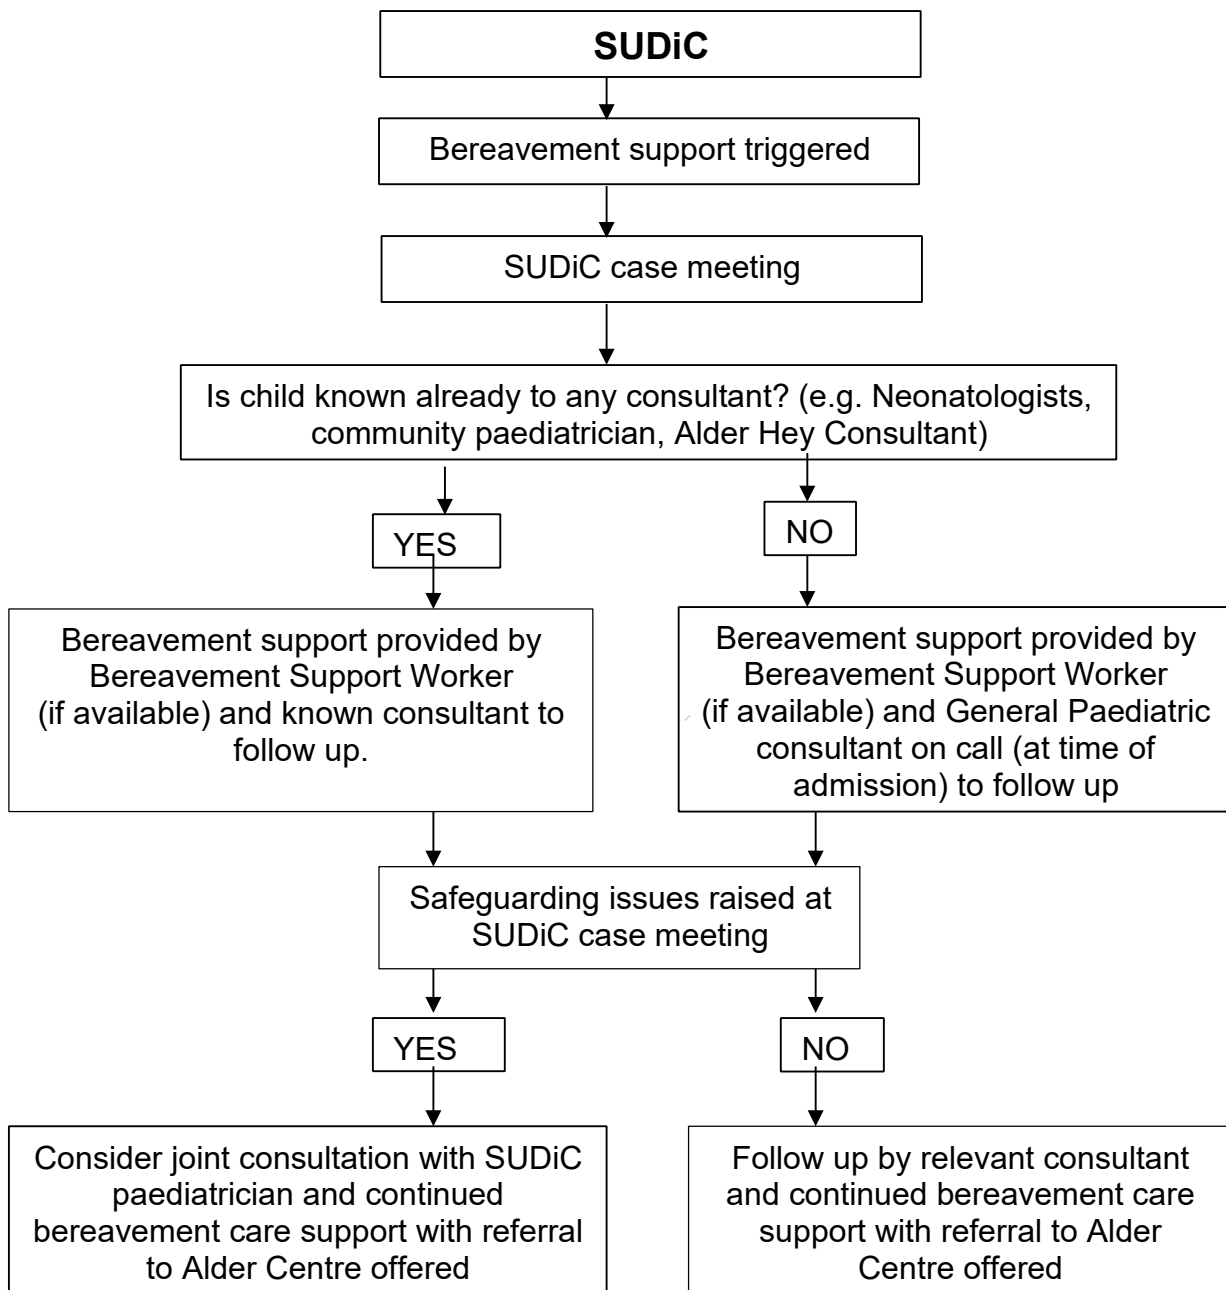 SUDiC
Bereavement support triggered
SUDiC case meeting
Is child known already to any consultant? (e.g. Neonatologists,
community paediatrician, Alder Hey Consultant)
YES
NO
Bereavement support provided by
Bereavement Support Worker
(if available) and known consultant to
follow up.
Bereavement support provided by
Bereavement Support Worker
(if available) and General Paediatric
consultant on call (at time of
admission) to follow up
Safeguarding issues raised at
SUDiC case meeting
YES
NO
Consider joint consultation with SUDiC
paediatrician and continued
bereavement care support with referral
to Alder Centre offered
Follow up by relevant consultant
and continued bereavement care
support with referral to Alder
Centre offered